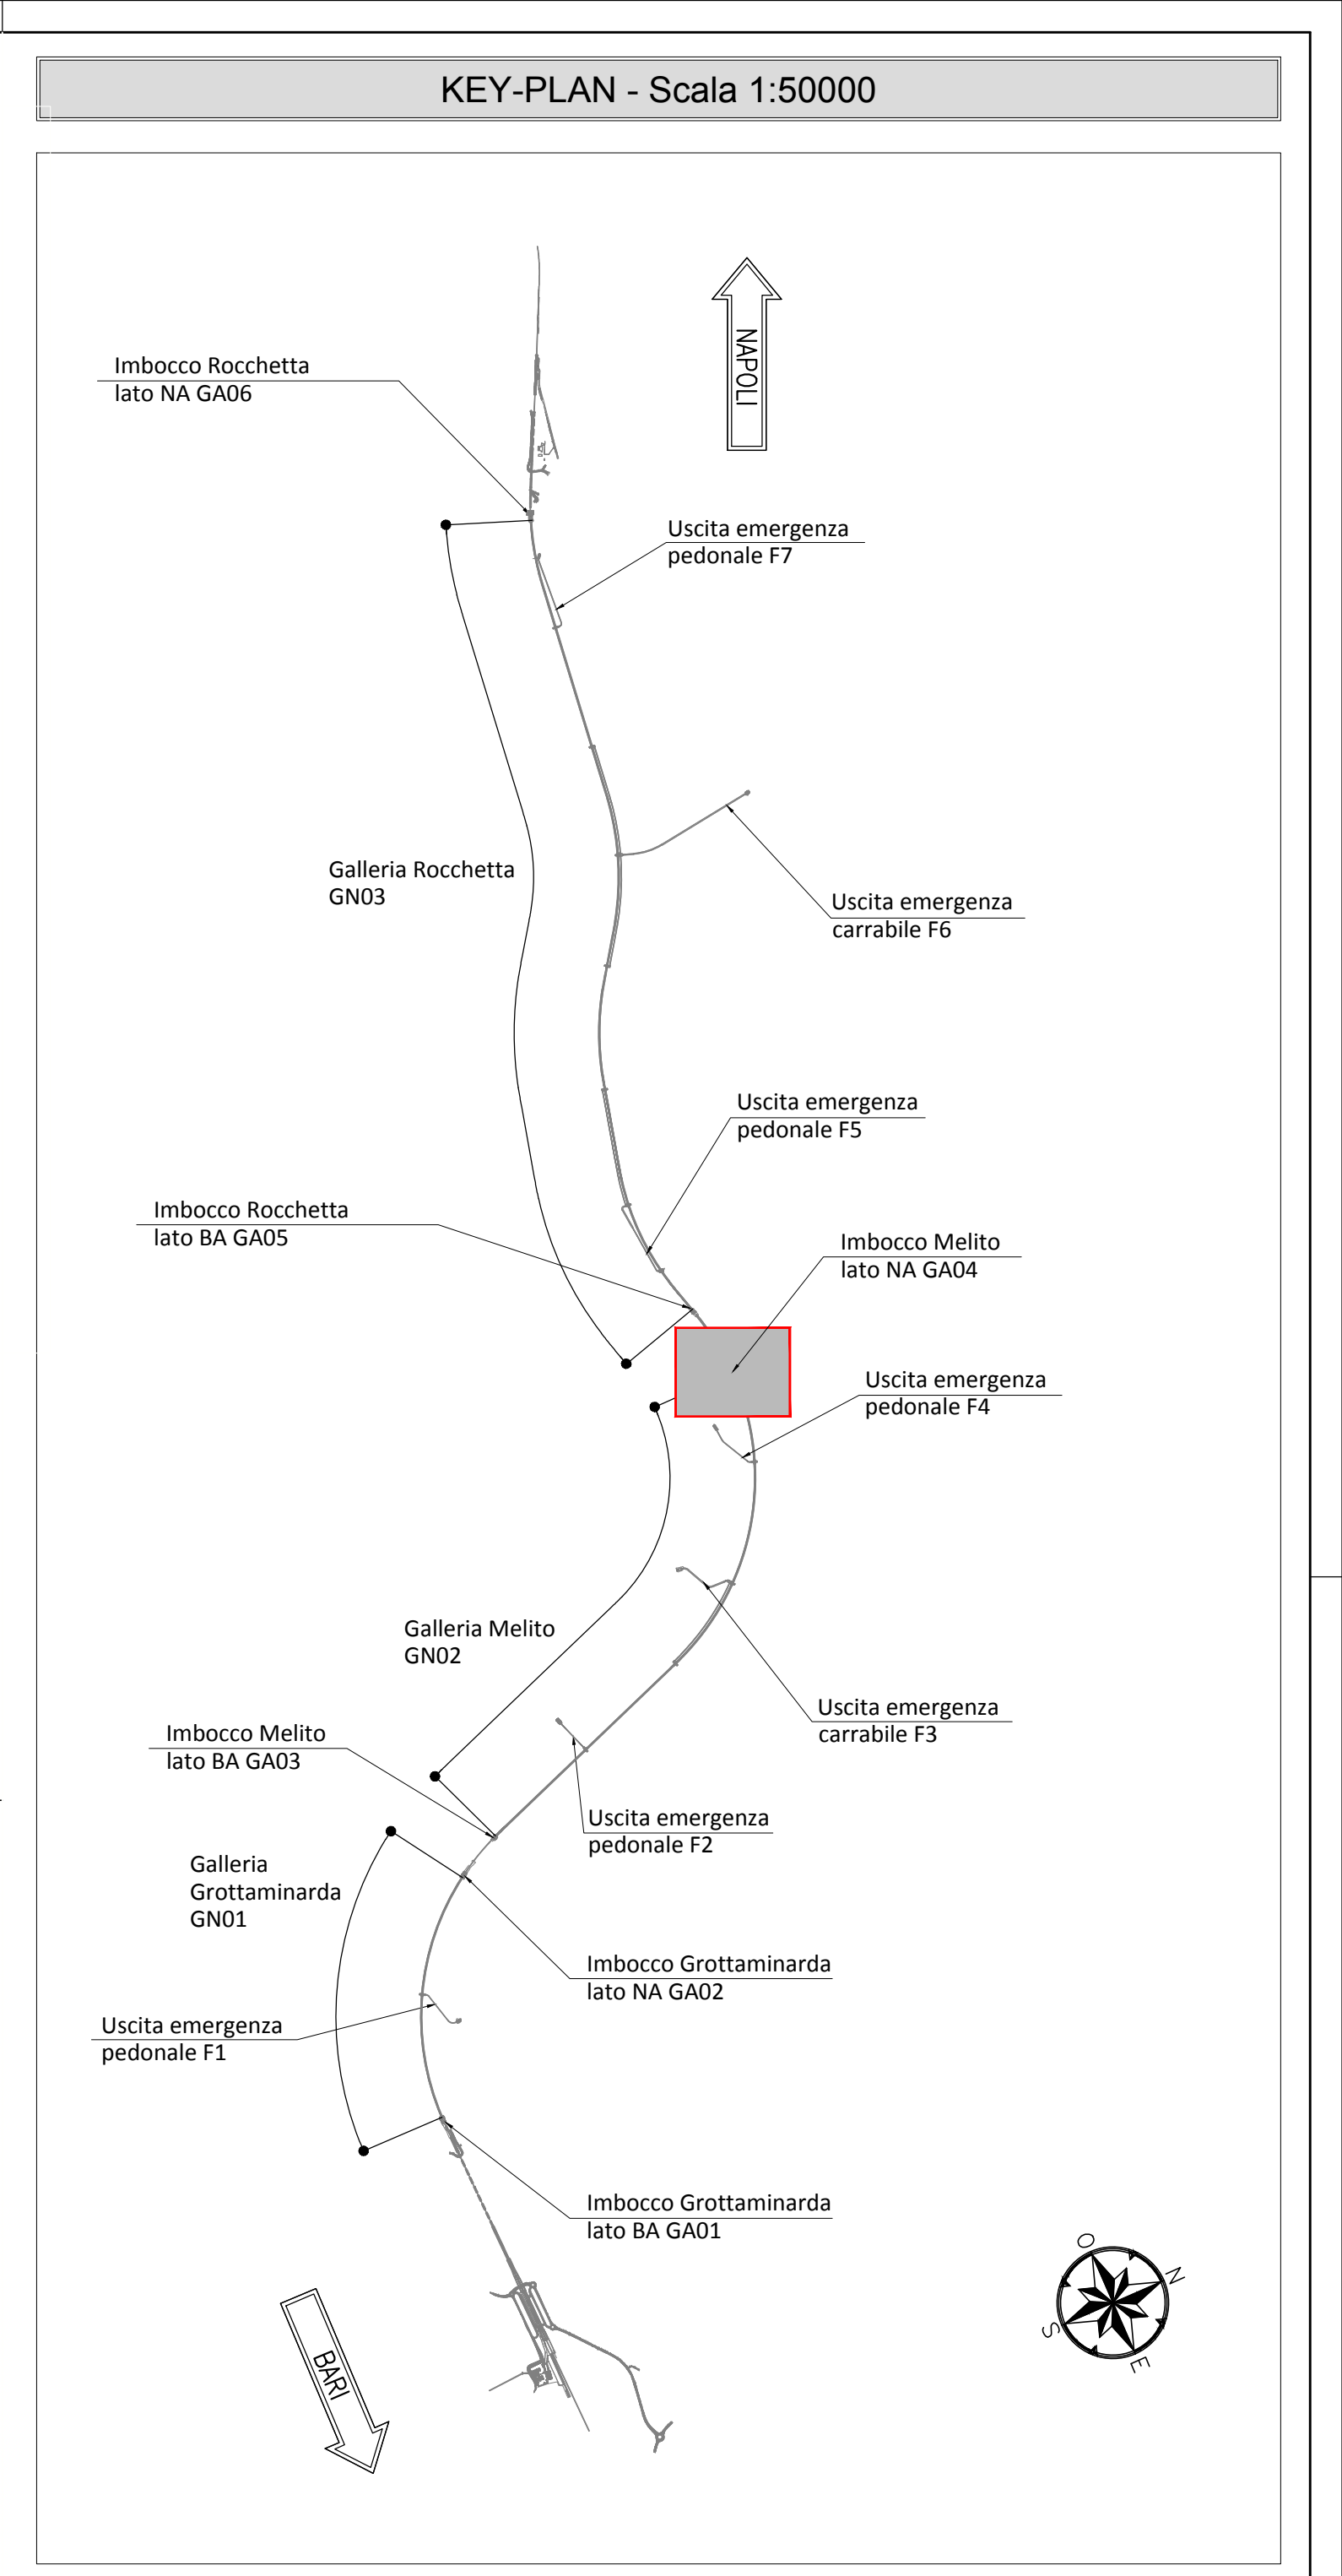 KEY-PLAN - Scala 1:50000
NAPOLI
Imbocco Rocchetta
lato NA GA06
Uscita emergenza
pedonale F7
Galleria Rocchetta
GN03
Uscita emergenza
carrabile F6
Uscita emergenza
pedonale F5
Imbocco Rocchetta
lato BA GA05
Imbocco Melito
lato NA GA04
Uscita emergenza
pedonale F4
Galleria Melito
GN02
Uscita emergenza
carrabile F3
Imbocco Melito
lato BA GA03
Uscita emergenza
pedonale F2
Galleria
Grottaminarda
GN01
Imbocco Grottaminarda
lato NA GA02
Uscita emergenza
pedonale F1
Imbocco Grottaminarda
lato BA GA01
BARI
O
N
S
E